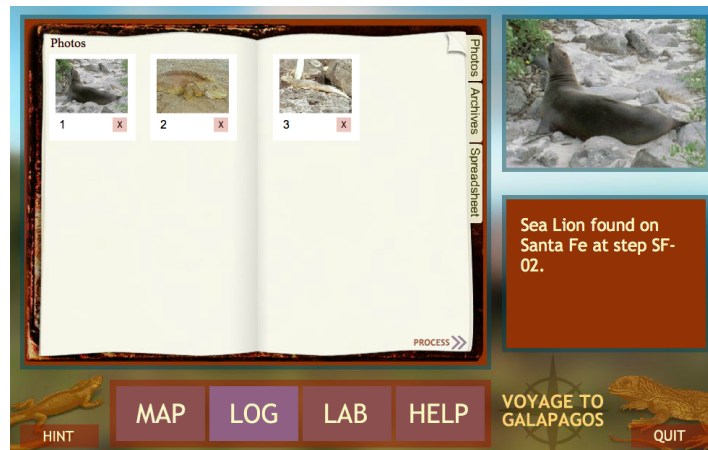 Photos
1 X
2 X
3 X
Photos
Archives
Spreadsheet
PROCESS
Sea Lion found on
Santa Fe at step SF-
02.
HINT
MAP
LOG
LAB
HELP
VOYAGE TO
GALAPAGOS
QUIT